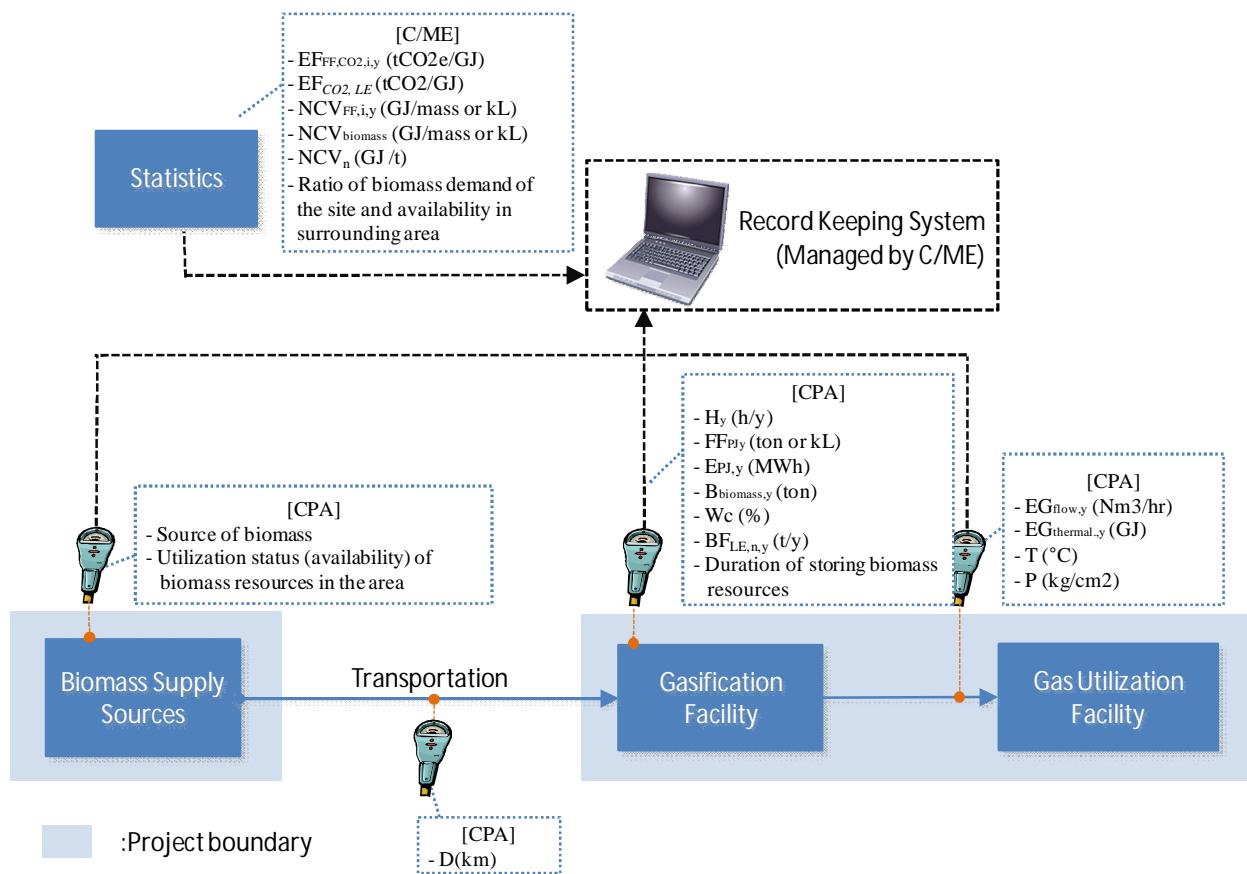 [C/ME]
- EFFF,CO2,i,y (tCO2e/GJ)
- EFCO2, LE (tCO2/GJ)
- NCVFF,i,y (GJ/mass or kL)
- NCVbiomass (GJ/mass or kL)
- NCVn (GJ /t)
- Ratio of biomass demand of
the site and availability in
surrounding area
Statistics
Record Keeping System
(Managed by C/ME)
[CPA]
- Hy (h/y)
- FFPJy (ton or kL)
- EPJ,y (MWh)
- Bbiomass,y (ton)
- Wc (%)
- BFLE,n,y (t/y)
- Duration of storing biomass
resources
[CPA]
- EGflow,y (Nm3/hr)
- EGthermal.,y (GJ)
- T (°C)
- P (kg/cm2)
[CPA]
- Source of biomass
- Utilization status (availability) of
biomass resources in the area
Biomass Supply
Sources
Transportation
Gasification
Facility
Gas Utilization
Facility
[CPA]
- D(km)
:Project boundary